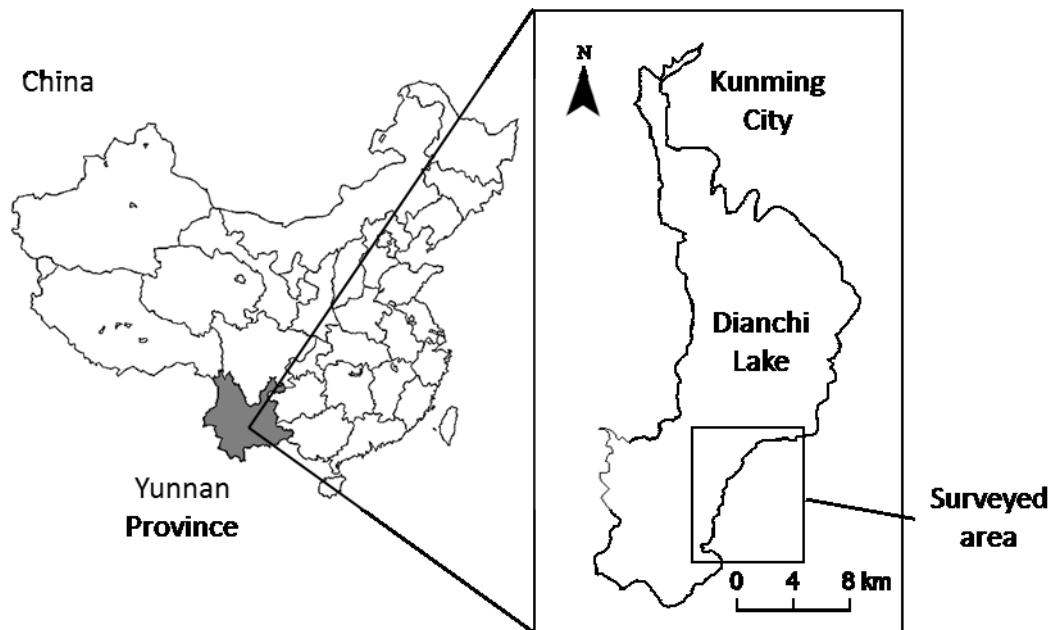 China
Yunnan
Province
N
Kunming
City
Dianchi
Lake
Surveyed
area
0 4 8 km